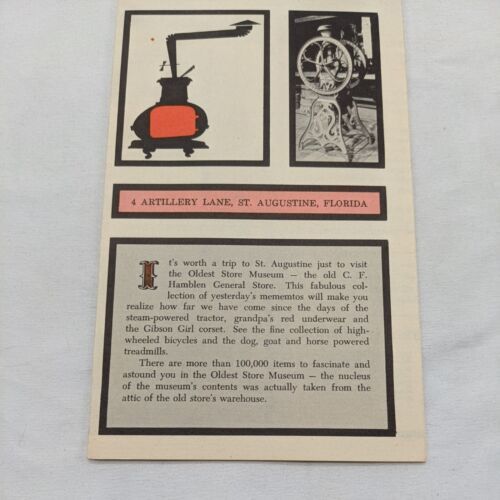 4 ARTILLERY LANE, ST. AUGUSTINE, FLORIDA
It's worth a trip to St. Augustine just to visit
the Oldest Store Museum — the old C. F.
Hamblen General Store. This fabulous col-
lection of yesterday's mementos will make you
realize how far we have come since the days of the
steam-powered tractor, grandpa's red underwear and
the Gibson Girl corset. See the fine collection of high-
wheeled bicycles and the dog, goat and horse powered
treadmills.
There are more than 100,000 items to fascinate and
astound you in the Oldest Store Museum — the nucleus
of the museum's contents was actually taken from the
attic of the old store's warehouse.